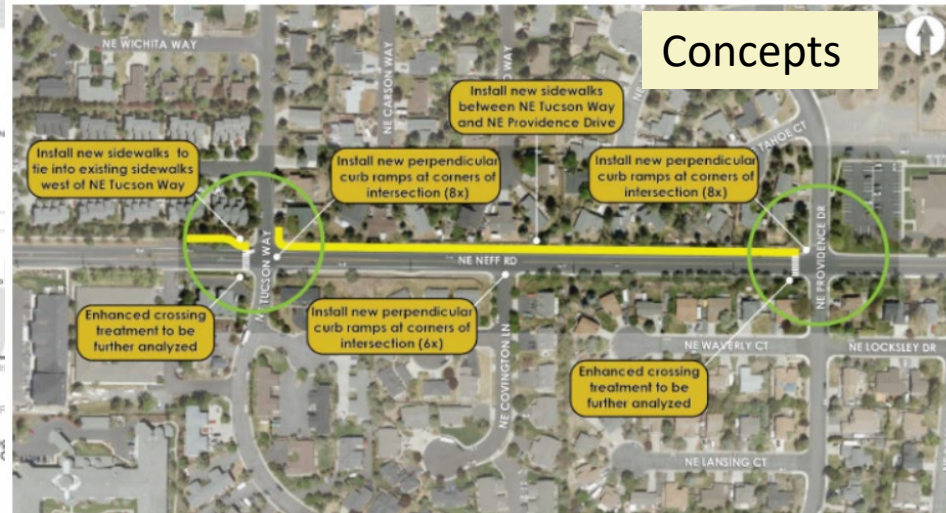 Concepts
NE WICHITA WAY
NE CARSON WAY
Install new sidewalks
between NE Tucson Way
and NE Providence Drive
Install new sidewalks to
tie into existing sidewalks
west of NE Tucson Way
Install new perpendicular
curb ramps at corners of
intersection (8x)
Install new perpendicular
curb ramps at corners of
intersection (8x)
TAHOE CT
TUCSON WAY
NE NEFF RD
NE PROVIDENCE DR
Enhanced crossing
treatment to be
further analyzed
Install new perpendicular
curb ramps at corners of
intersection (6x)
NE COVINGTON LN
NE WAVERLY CT
NE LOCKSLEY DR
Enhanced crossing
treatment to be
further analyzed
NE LANSING CT